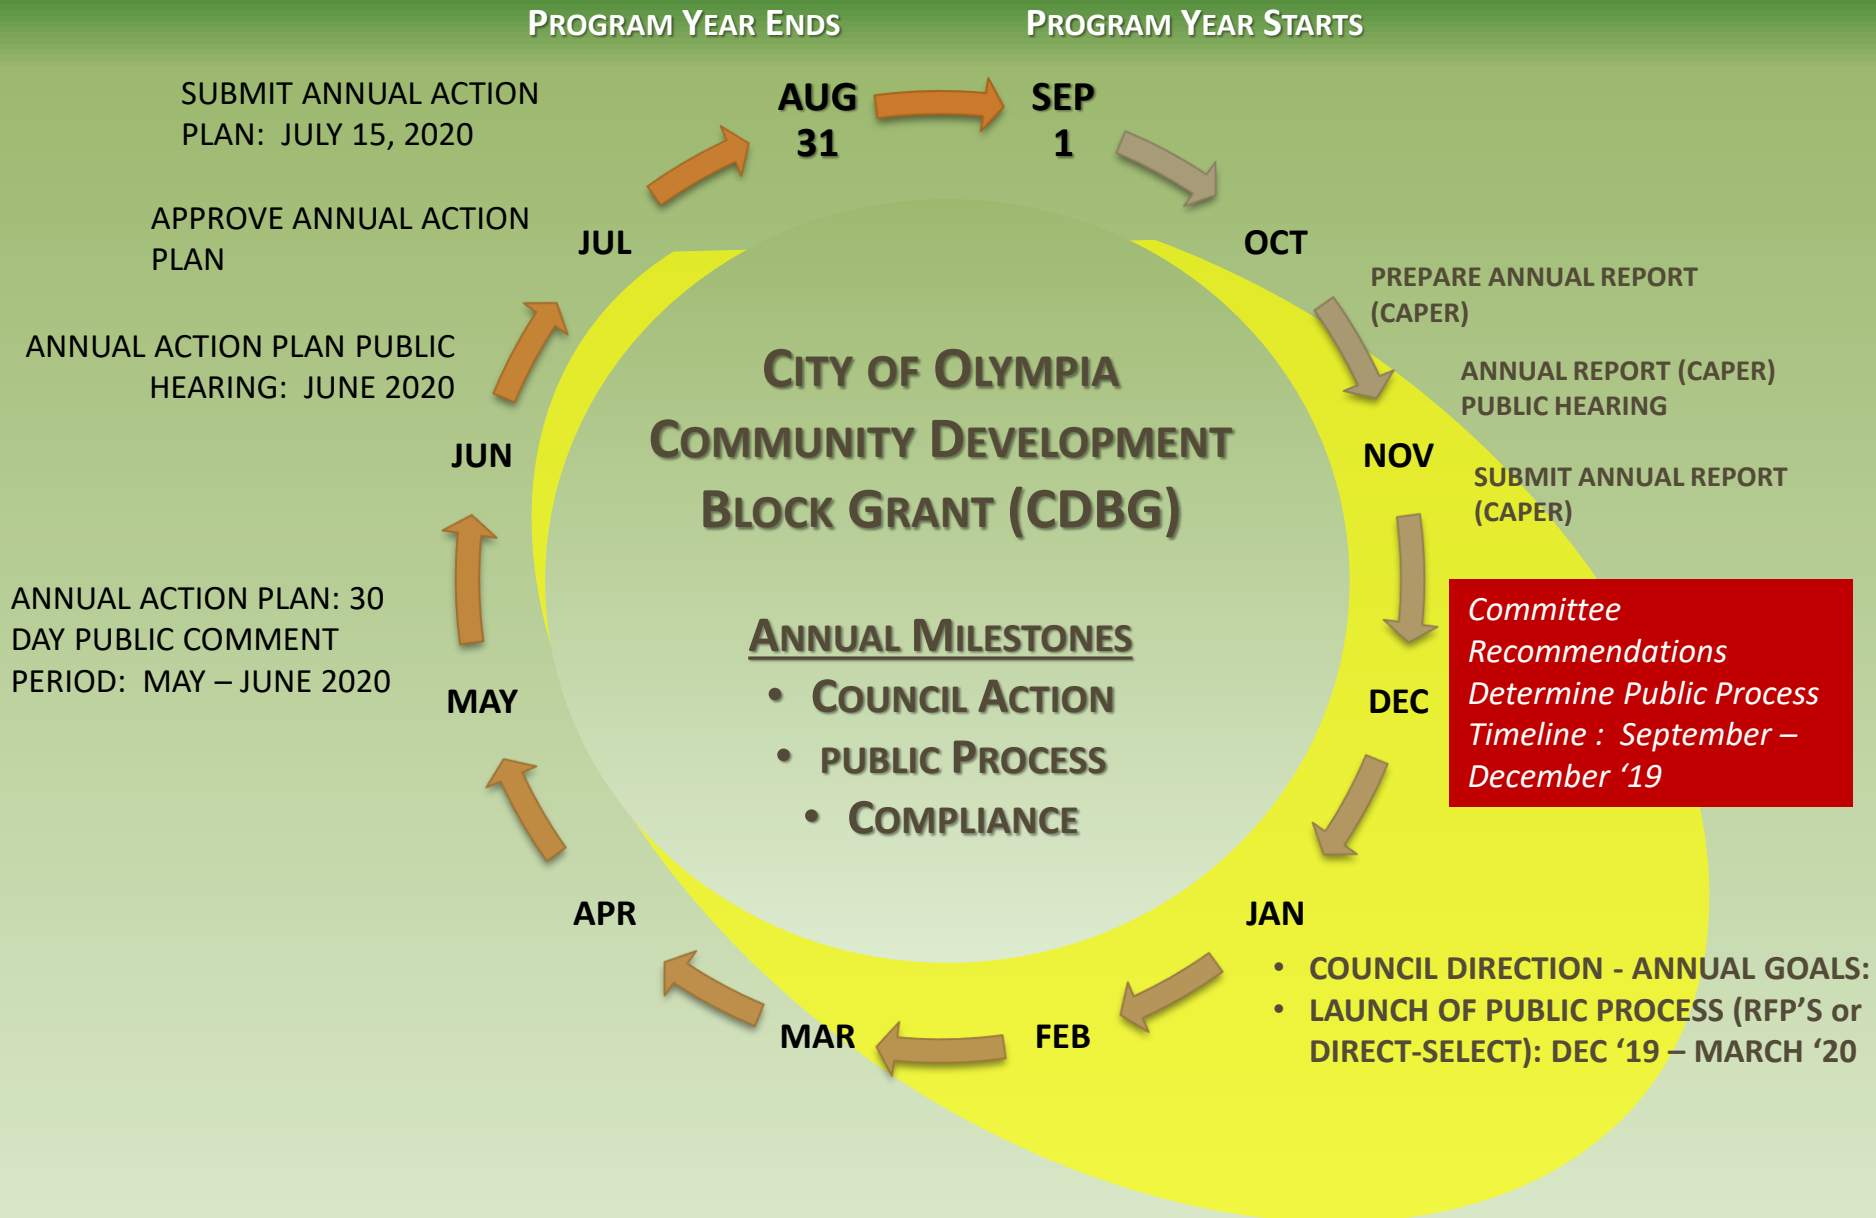 PROGRAM YEAR ENDS
PROGRAM YEAR STARTS
AUG
31
SEP
1
OCT
PREPARE ANNUAL REPORT
(CAPER)
ANNUAL REPORT (CAPER)
PUBLIC HEARING
NOV
SUBMIT ANNUAL REPORT
(CAPER)
DEC
Committee
Recommendations
Determine Public Process
Timeline : September –
December ‘19
JAN
• COUNCIL DIRECTION - ANNUAL GOALS:
• LAUNCH OF PUBLIC PROCESS (RFP’S or
DIRECT-SELECT): DEC ‘19 – MARCH ‘20
FEB
MAR
APR
MAY
ANNUAL ACTION PLAN: 30
DAY PUBLIC COMMENT
PERIOD: MAY – JUNE 2020
JUN
ANNUAL ACTION PLAN PUBLIC
HEARING: JUNE 2020
JUL
APPROVE ANNUAL ACTION
PLAN
SUBMIT ANNUAL ACTION
PLAN: JULY 15, 2020
CITY OF OLYMPIA
COMMUNITY DEVELOPMENT
BLOCK GRANT (CDBG)
ANNUAL MILESTONES
• COUNCIL ACTION
• PUBLIC PROCESS
• COMPLIANCE